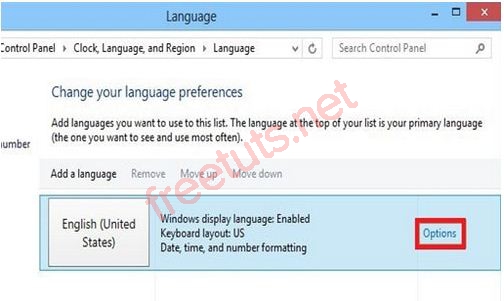 Language
Control Panel
Clock, Language, and Region
Language
Search Control Panel
Change your language preferences
Add languages you want to use to this list. The language at the top of your list is your primary language
(the one you want to see and use most often).
number
Add a language Remove Move up Move down
freetuts.net
English (United
States)
Windows display language: Enabled
Keyboard layout: US
Date, time, and number formatting
Options